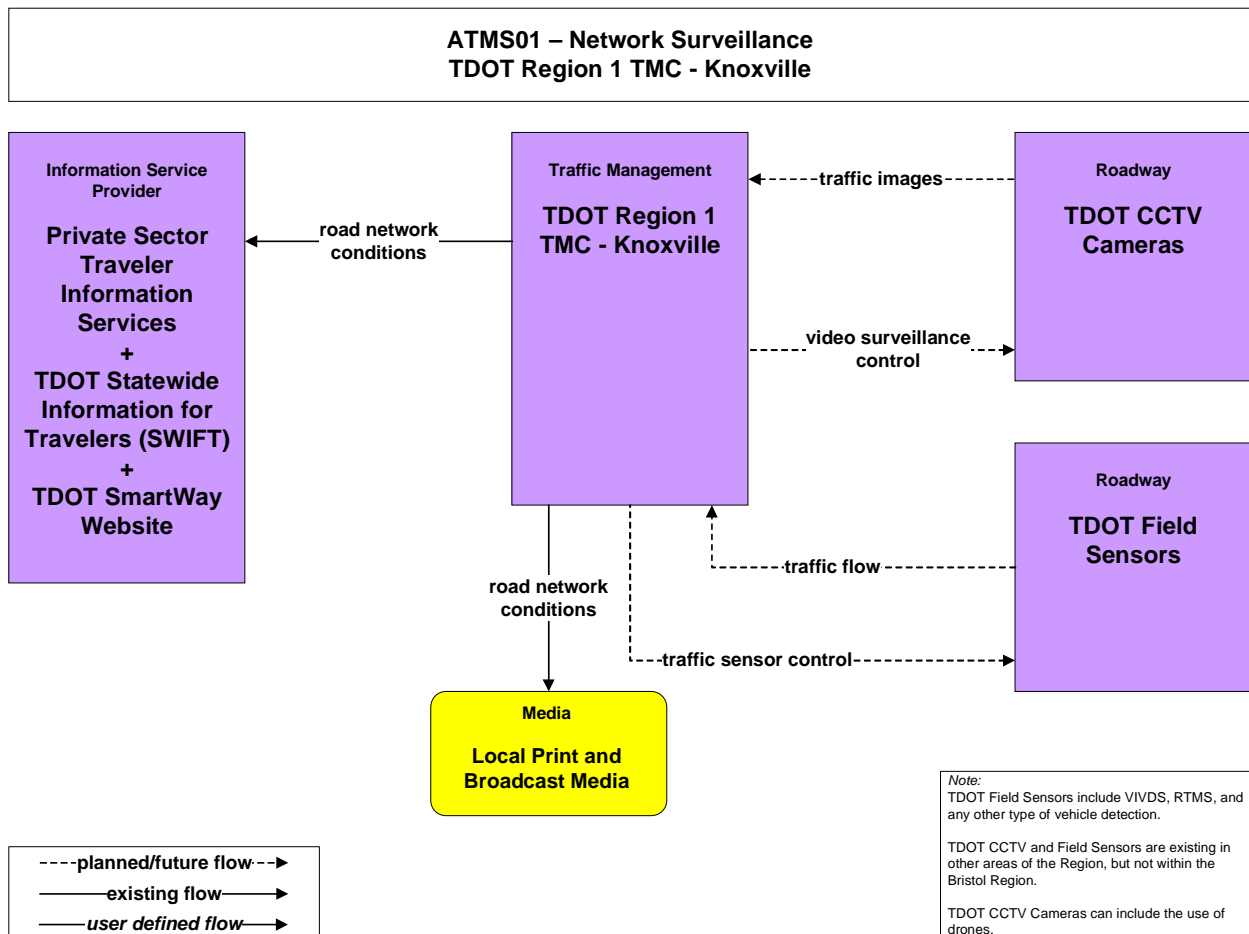 ATMS01 – Network Surveillance
TDOT Region 1 TMC - Knoxville
Information Service
Provider
Private Sector
Traveler
Information
Services
+
TDOT Statewide
Information for
Travelers (SWIFT)
+
TDOT SmartWay
Website
road network
conditions
Traffic Management
TDOT Region 1
TMC - Knoxville
traffic images
video surveillance
control
Roadway
TDOT CCTV
Cameras
Roadway
TDOT Field
Sensors
traffic flow
traffic sensor control
road network
conditions
Media
Local Print and
Broadcast Media
planned/future flow
existing flow
user defined flow
Note:
TDOT Field Sensors include VIVDS, RTMS, and
any other type of vehicle detection.
TDOT CCTV and Field Sensors are existing in
other areas of the Region, but not within the
Bristol Region.
TDOT CCTV Cameras can include the use of
drones.